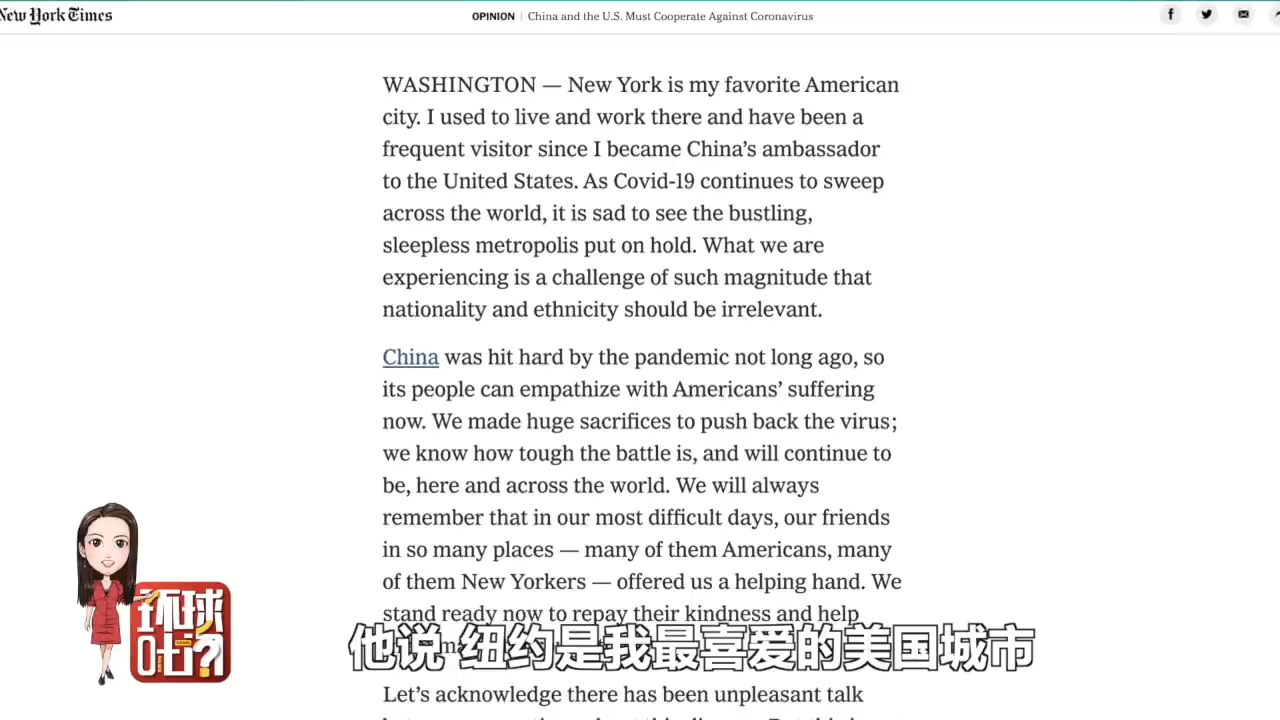 New York Times
OPINION | China and the U.S. Must Cooperate Against Coronavirus
WASHINGTON — New York is my favorite American
city. I used to live and work there and have been a
frequent visitor since I became China’s ambassador
to the United States. As Covid-19 continues to sweep
across the world, it is sad to see the bustling,
sleepless metropolis put on hold. What we are
experiencing is a challenge of such magnitude that
nationality and ethnicity should be irrelevant.
China was hit hard by the pandemic not long ago, so
its people can empathize with Americans’ suffering
now. We made huge sacrifices to push back the virus;
we know how tough the battle is, and will continue to
be, here and across the world. We will always
remember that in our most difficult days, our friends
in so many places — many of them Americans, many
of them New Yorkers — offered us a helping hand. We
stand ready now to repay their kindness and help
环球
他说 纽约是我最喜爱的美国城市
Let’s acknowledge there has been unpleasant talk